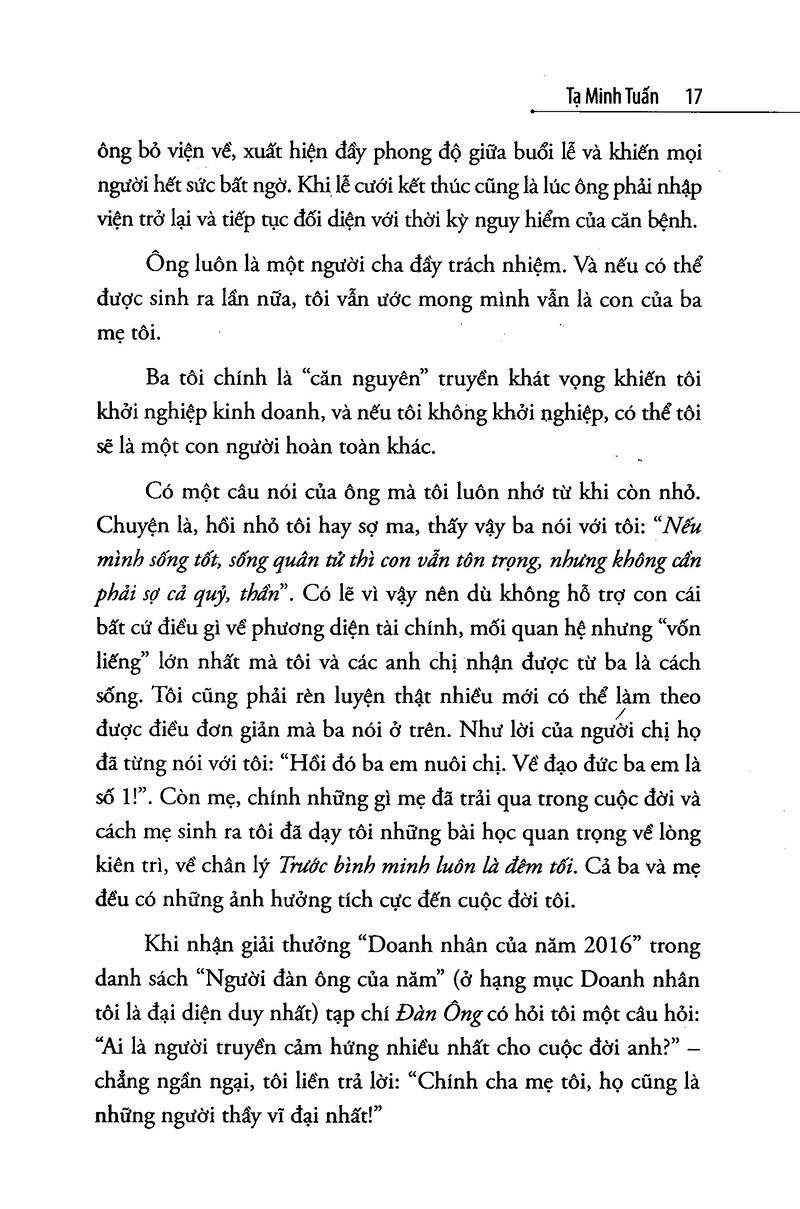 Tạ Minh Tuấn 17
ông bỏ viện về, xuất hiện đầy phong độ giữa buổi lễ và khiến mọi
người hết sức bất ngờ. Khi lễ cưới kết thúc cũng là lúc ông phải nhập
viện trở lại và tiếp tục đối diện với thời kỳ nguy hiểm của căn bệnh.
Ông luôn là một người cha đầy trách nhiệm. Và nếu có thể
được sinh ra lần nữa, tôi vẫn ước mong mình vẫn là con của ba
mẹ tôi.
Ba tôi chính là “căn nguyên” truyền khát vọng khiến tôi
khởi nghiệp kinh doanh, và nếu tôi không khởi nghiệp, có thể tôi
sẽ là một con người hoàn toàn khác.
Có một câu nói của ông mà tôi luôn nhớ từ khi còn nhỏ.
Chuyện là, hồi nhỏ tôi hay sợ ma, thấy vậy ba nói với tôi: “Nếu
mình sống tốt, sống quân tử thì con vẫn tôn trọng, nhưng không cần
phải sợ cả quỷ, thần”. Có lẽ vì vậy nên dù không hỗ trợ con cái
bất cứ điều gì về phương diện tài chính, mối quan hệ nhưng “vốn
liếng” lớn nhất mà tôi và các anh chị nhận được từ ba là cách
sống. Tôi cũng phải rèn luyện thật nhiều mới có thể làm theo
được điều đơn giản mà ba nói ở trên. Như lời của người chị họ
đã từng nói với tôi: “Hồi đó ba em nuôi chị. Về đạo đức ba em là
số 1!”. Còn mẹ, chính những gì mẹ đã trải qua trong cuộc đời và
cách mẹ sinh ra tôi đã dạy tôi những bài học quan trọng về lòng
kiên trì, về chân lý Trước bình minh luôn là đêm tối. Cả ba và mẹ
đều có những ảnh hưởng tích cực đến cuộc đời tôi.
Khi nhận giải thưởng “Doanh nhân của năm 2016” trong
danh sách “Người đàn ông của năm” (ở hạng mục Doanh nhân
tôi là đại diện duy nhất) tạp chí Đàn Ông có hỏi tôi một câu hỏi:
“Ai là người truyền cảm hứng nhiều nhất cho cuộc đời anh?” –
chẳng ngần ngại, tôi liền trả lời: “Chính cha mẹ tôi, họ cũng là
những người thầy vĩ đại nhất!”